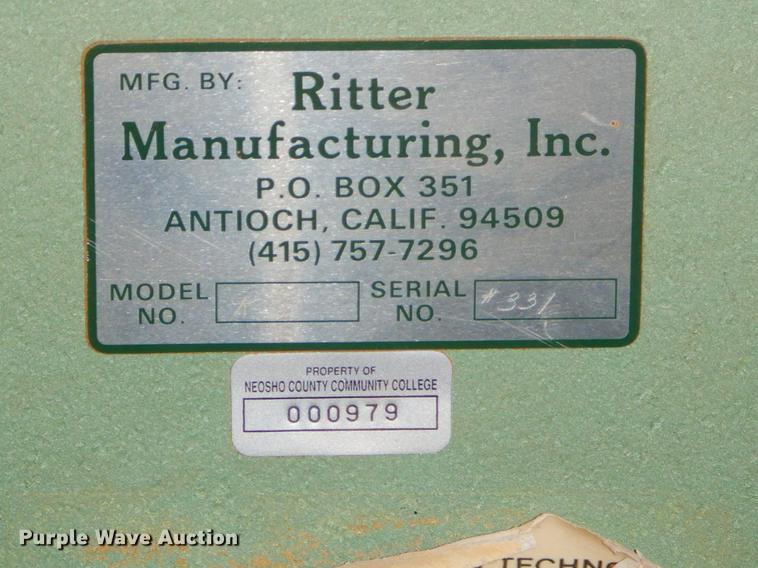 MFG. BY: Ritter
Manufacturing, Inc.
P.O. BOX 351
ANTIOCH, CALIF. 94509
(415) 757-7296
MODEL NO. SERIAL NO. #331
PROPERTY OF
NEOSHO COUNTY COMMUNITY COLLEGE
000979
Purple Wave Auction